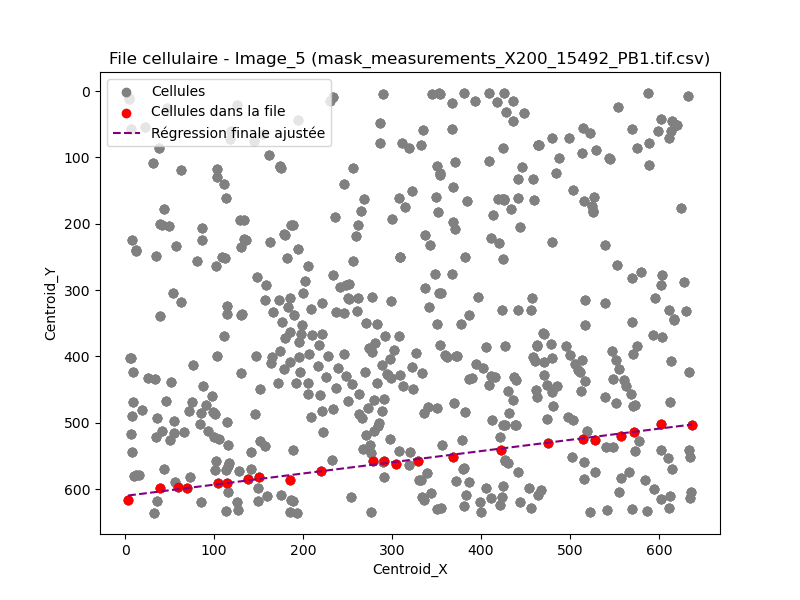 File cellulaire - Image_5 (mask_measurements_X200_15492_PB1.tif.csv)
Cellules
Cellules dans la file
Régression finale ajustée
Centroid_Y
0
100
200
300
400
500
600
0 100 200 300 400 500 600
Centroid_X